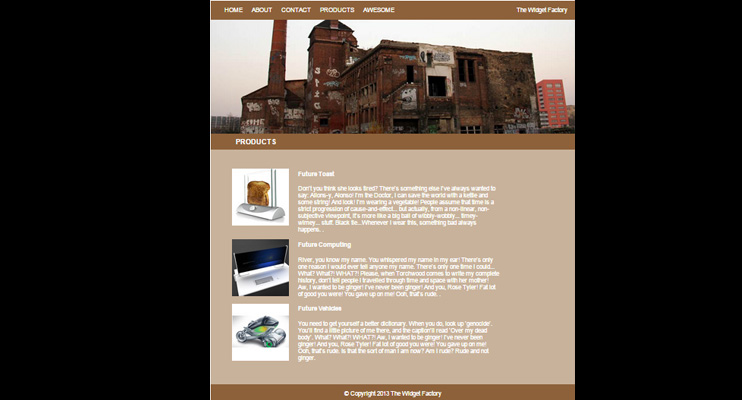 HOME ABOUT CONTACT PRODUCTS AWESOME The Widget Factory
PRODUCTS
Future Toast
Don't you think she looks tired? There's something else I've always wanted to
say: Allons-y, Alonso! I'm the Doctor, I can save the world with a kettle and
some string! And look! I'm wearing a vegetable! People assume that time is a
strict progression of cause-and-effect... but actually, from a non-linear, non-
subjective viewpoint, it's more like a big ball of wibbly-wobbly... timey-
wimey... stuff. Black tie...Whenever I wear this, something bad always
happens...
Future Computing
River, you know my name. You whispered my name in my ear! There's only
one reason I would ever tell anyone my name. There's only one time I could...
What? What?! WHAT?! Please, when Torchwood comes to write my complete
history, don't tell people I travelled through time and space with her mother!
Aw, I wanted to be ginger! I've never been ginger! And you, Rose Tyler! Fat lot
of good you were! You gave up on me! Ooh, that's rude...
Future Vehicles
You need to get yourself a better dictionary. When you do, look up 'genocide'.
You'll find a little picture of me there, and the caption'll read 'Over my dead
body'. What? What?! WHAT?! Aw, I wanted to be ginger! I've never been
ginger! And you, Rose Tyler! Fat lot of good you were! You gave up on me!
Ooh, that's rude. Is that the sort of man I am now? Am I rude? Rude and not
ginger.
© Copyright 2013 The Widget Factory